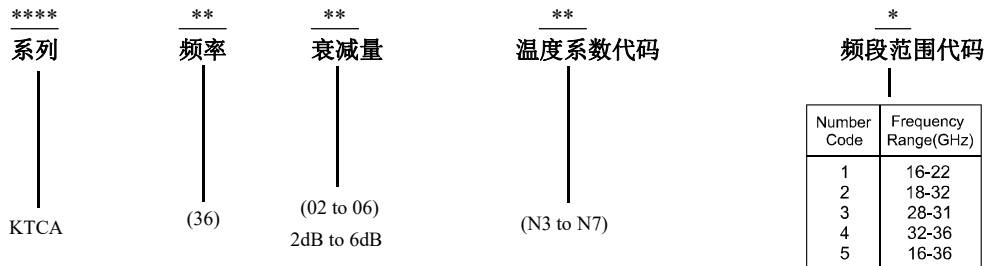 **** ** ** ** *
系列 频率 衰减量 温度系数代码 频段范围代码
Number Code Frequency Range(GHz)
1 16-22
2 18-32
3 28-31
4 32-36
5 16-36
KTCA (36) (02 to 06) (N3 to N7)
2dB to 6dB